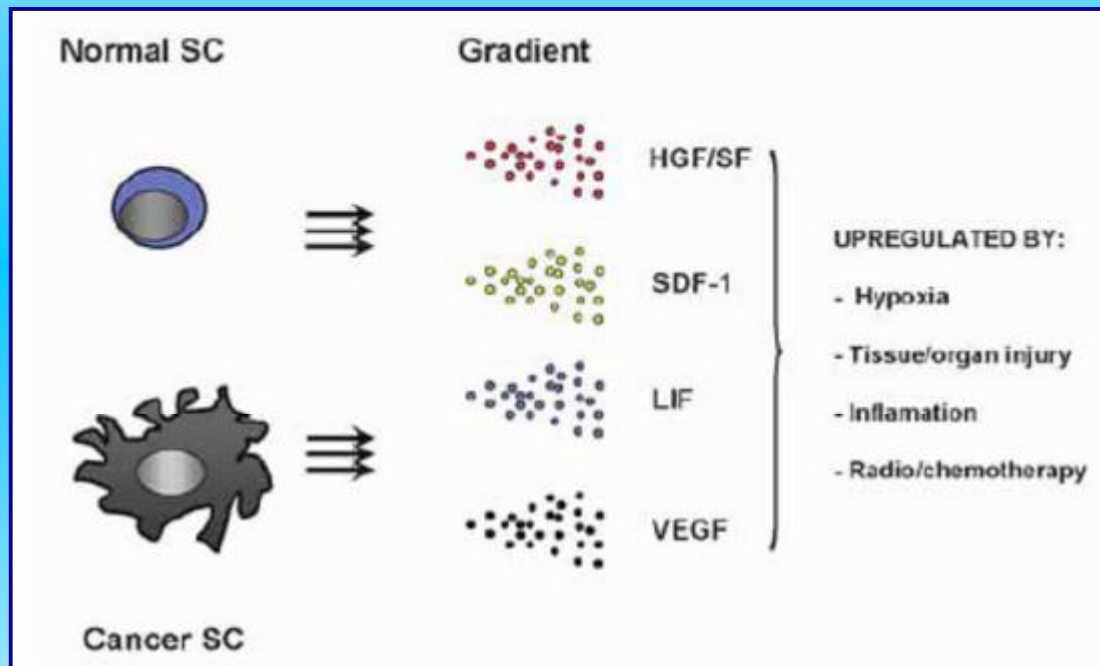 Normal SC
Gradient
HGF/SF
SDF-1
LIF
VEGF
UPREGULATED BY:
- Hypoxia
- Tissue/organ injury
- Inflamation
- Radio/chemotherapy
Cancer SC